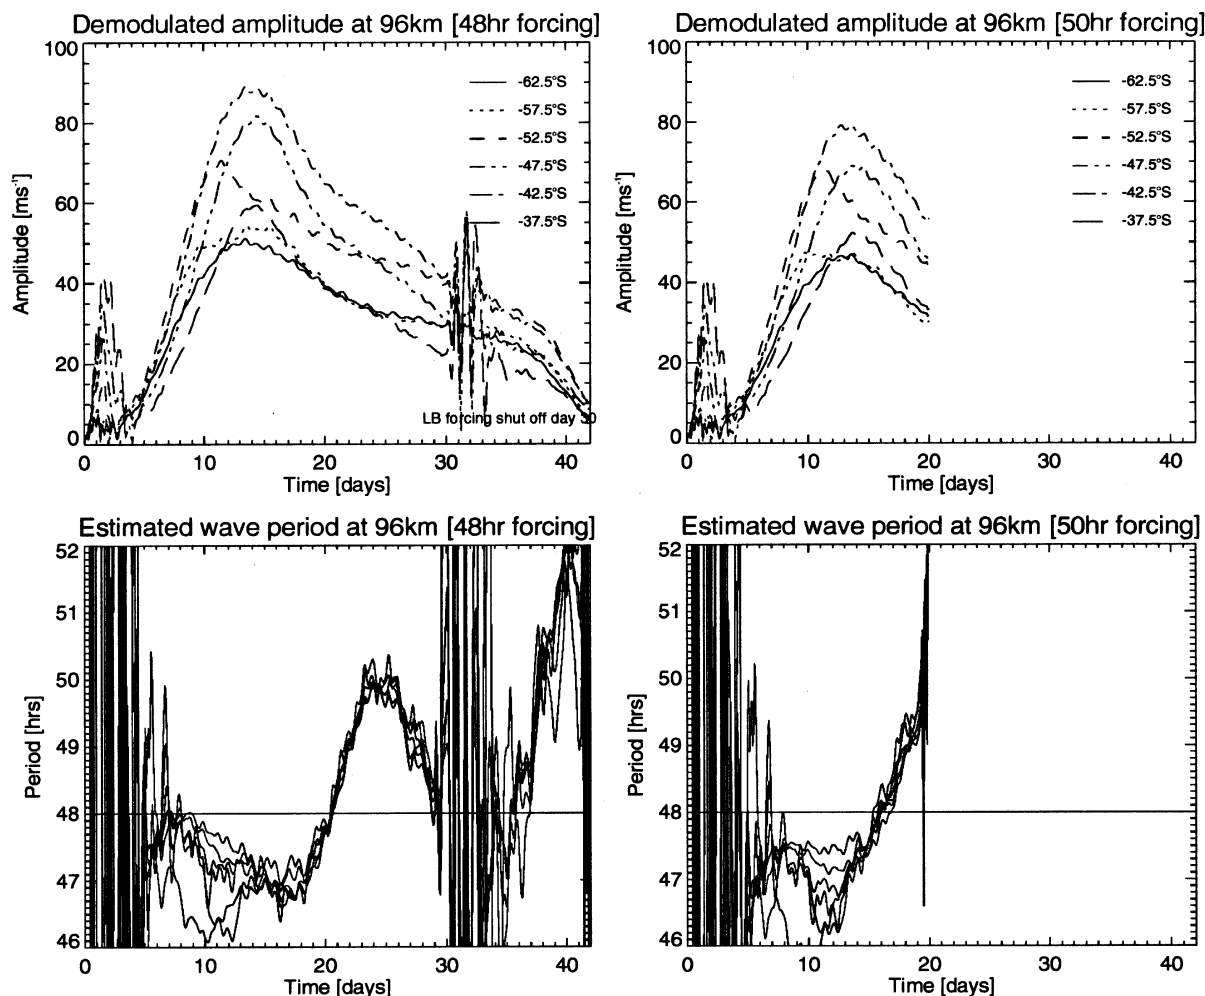 Demodulated amplitude at 96km [48hr forcing]
100
80
60
40
20
0
Amplitude [ms⁻¹]
-62.5°S
-57.5°S
-52.5°S
-47.5°S
-42.5°S
-37.5°S
LB forcing shut off day 30
0 10 20 30 40
Time [days]
Demodulated amplitude at 96km [50hr forcing]
100
80
60
40
20
0
Amplitude [ms⁻¹]
-62.5°S
-57.5°S
-52.5°S
-47.5°S
-42.5°S
-37.5°S
0 10 20 30 40
Time [days]
Estimated wave period at 96km [48hr forcing]
52
51
50
49
48
47
46
Period [hrs]
0 10 20 30 40
Time [days]
Estimated wave period at 96km [50hr forcing]
52
51
50
49
48
47
46
Period [hrs]
0 10 20 30 40
Time [days]